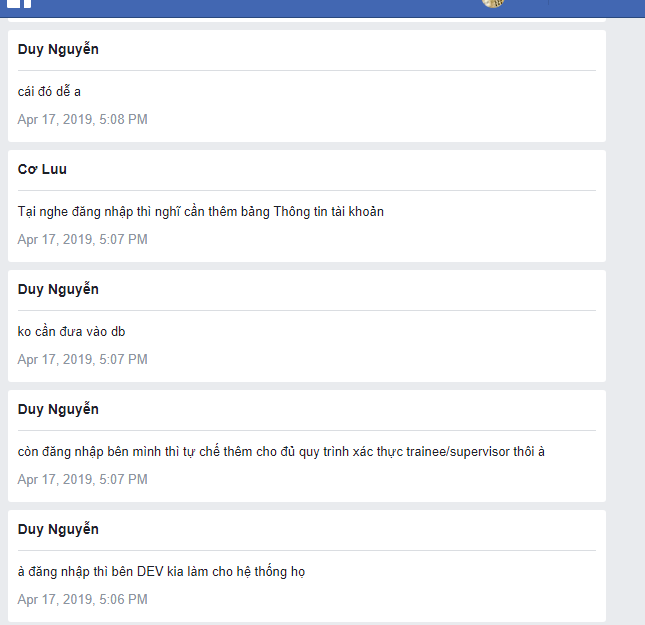 Duy Nguyễn
cái đó dễ a
Apr 17, 2019, 5:08 PM
Cơ Luu
Tại nghe đăng nhập thì nghĩ cần thêm bảng Thông tin tài khoản
Apr 17, 2019, 5:07 PM
Duy Nguyễn
ko cần đưa vào db
Apr 17, 2019, 5:07 PM
Duy Nguyễn
còn đăng nhập bên mình thì tự chế thêm cho đủ quy trình xác thực trainee/supervisor thôi à
Apr 17, 2019, 5:07 PM
Duy Nguyễn
à đăng nhập thì bên DEV kia làm cho hệ thống họ
Apr 17, 2019, 5:06 PM